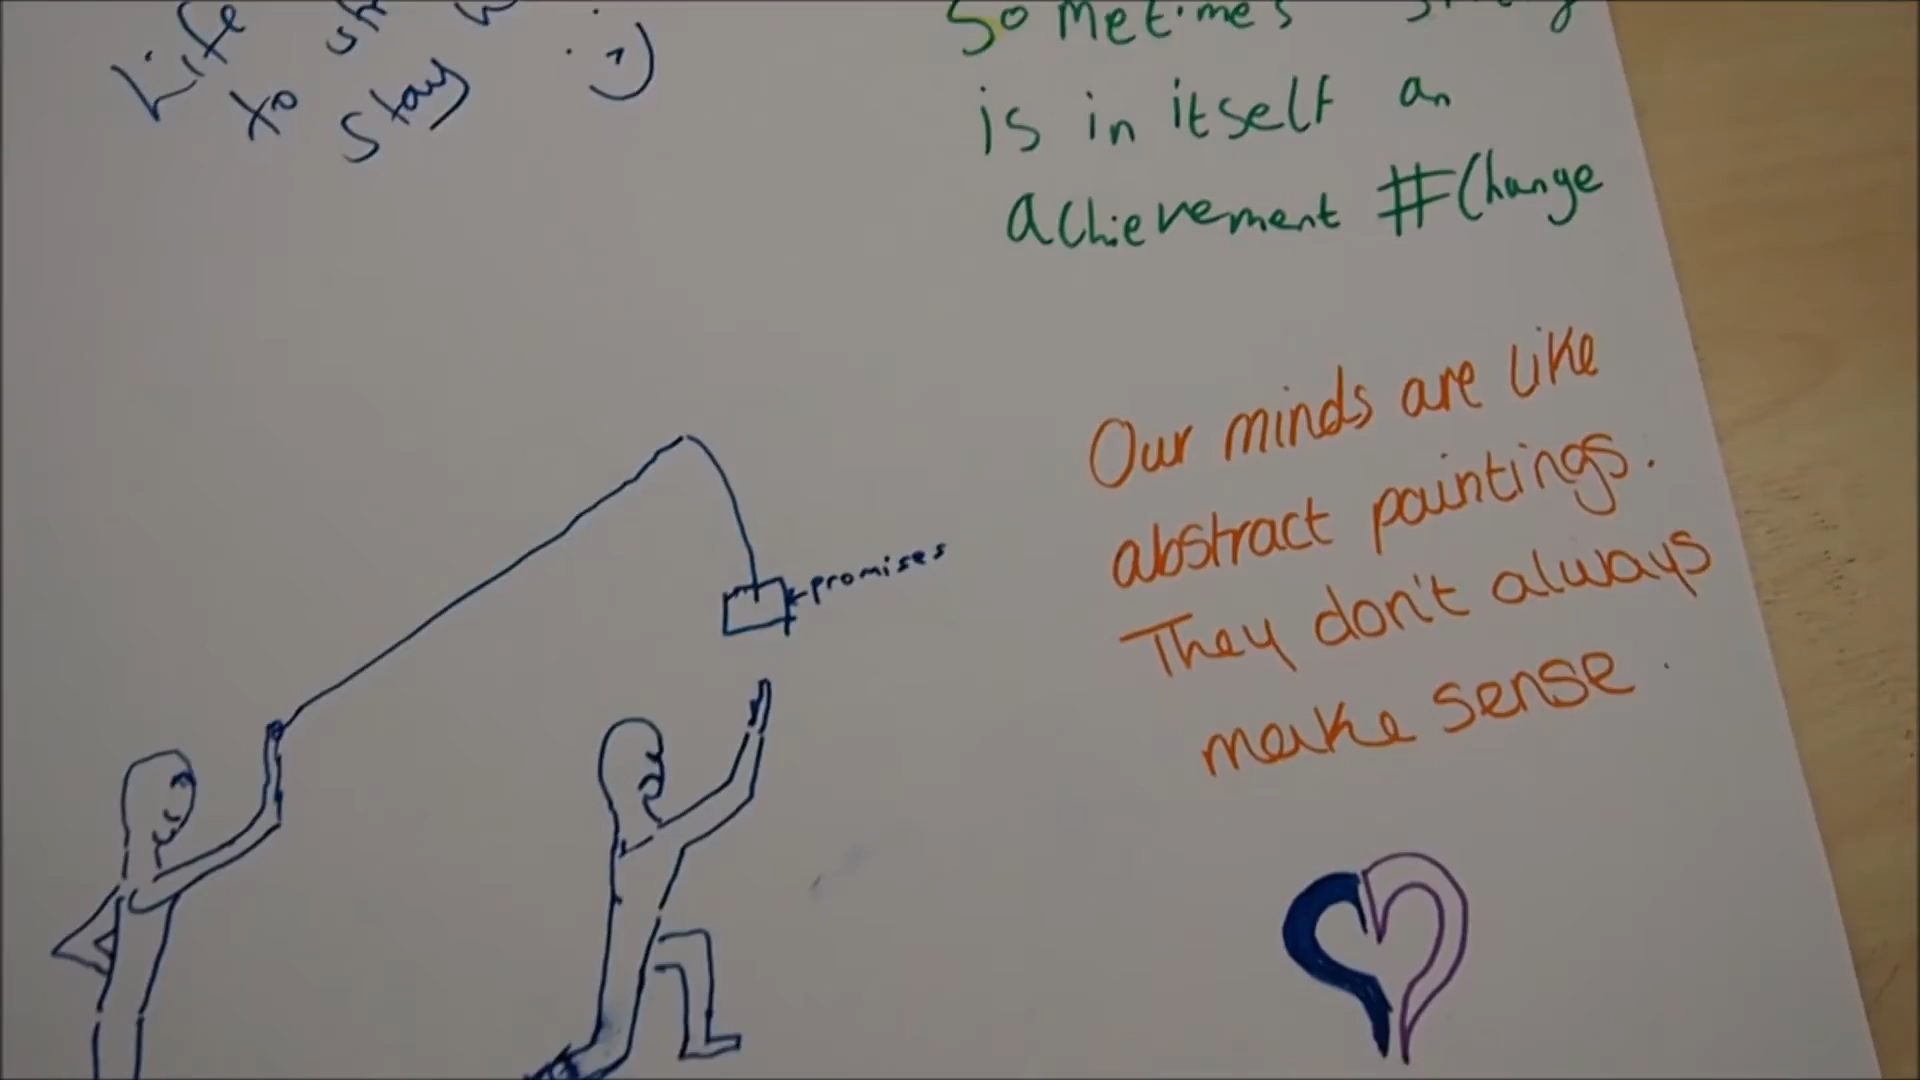 Life
to
stay :)
Sometimes
is in itself an
achievement #Change
promises
Our minds are like
abstract paintings.
They don't always
make sense.